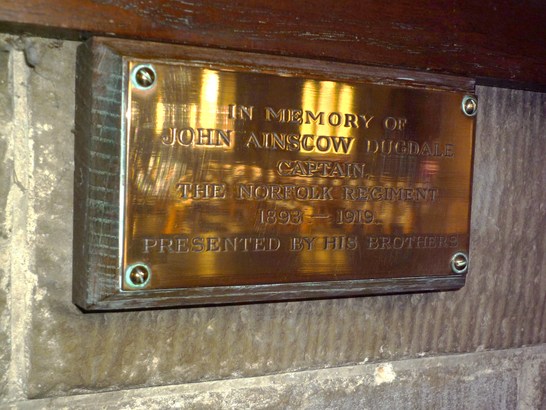 IN MEMORY OF
JOHN AINSCOW DUGDALE
CAPTAIN.
THE NORFOLK REGIMENT
1893 — 1919.
PRESENTED BY HIS BROTHERS